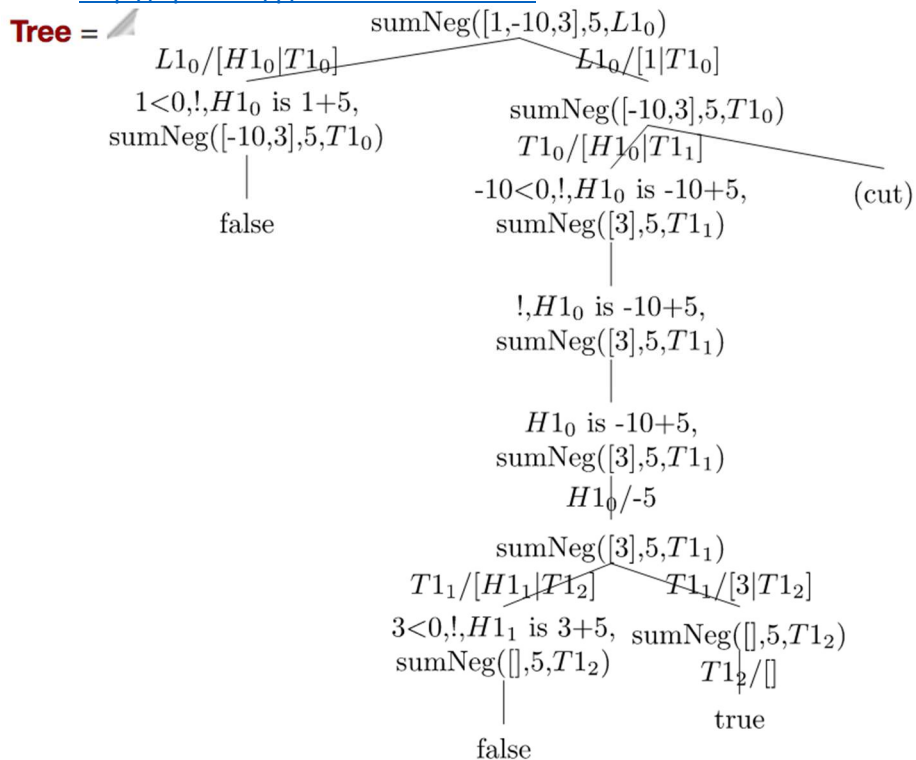 Tree =
sumNeg([1,-10,3],5,L1₀)
L1₀/[H1₀|T1₀]
L1₀/[1|T1₀]
1<0,!,H1₀ is 1+5,
sumNeg([-10,3],5,T1₀)
false
sumNeg([-10,3],5,T1₀)
T1₀/[H1₀|T1₁]
-10<0,!,H1₀ is -10+5,
sumNeg([3],5,T1₁)
(cut)
!,H1₀ is -10+5,
sumNeg([3],5,T1₁)
H1₀ is -10+5,
sumNeg([3],5,T1₁)
H1₀/-5
sumNeg([3],5,T1₁)
T1₁/[H1₁|T1₂]
T1₁/[3|T1₂]
3<0,!,H1₁ is 3+5,
sumNeg([],5,T1₂)
false
sumNeg([],5,T1₂)
T1₂/[]
true